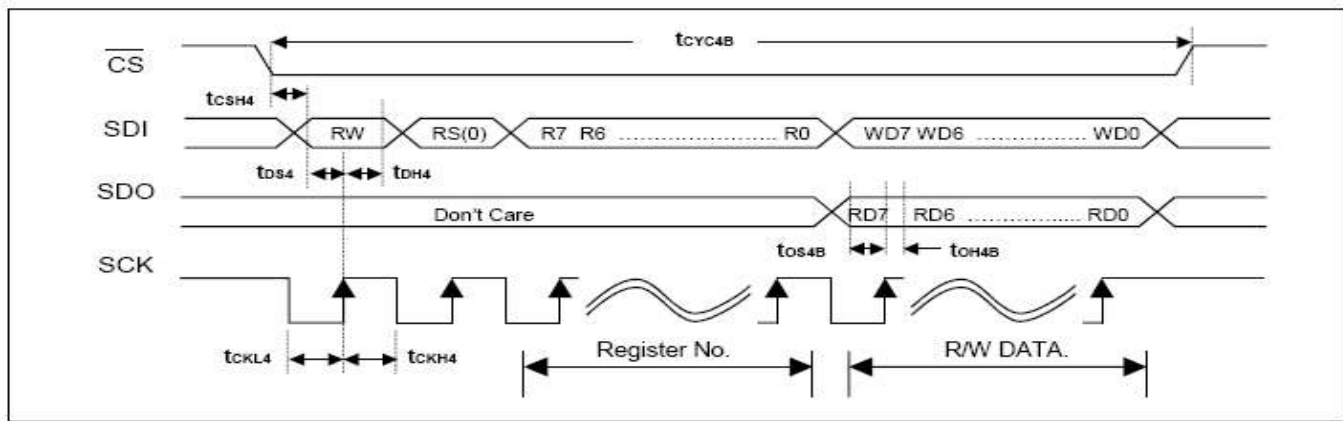 tCYC4B
CS
tCSH4
SDI RW RS(0) R7 R6 ........................ R0 WD7 WD6 ................. WD0
tDS4 tDH4
SDO
Don't Care RD7 RD6 .................. RD0
tOS4B tOH4B
SCK
tCKL4 tCKH4 Register No. R/W DATA.